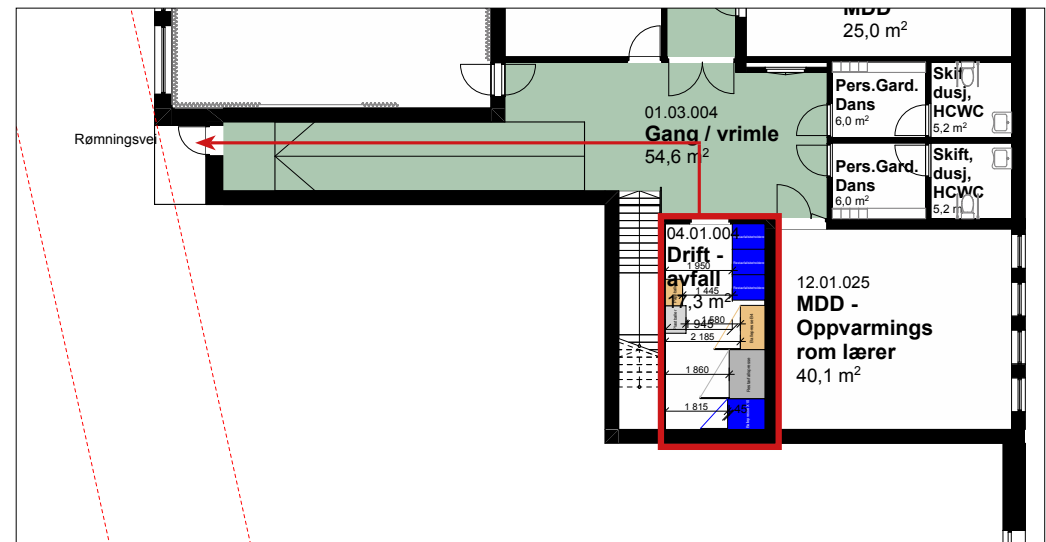 MDD
25,0 m²
Pers.Gard.
Dans
6,0 m²
Skift,
dusj,
HCWC
5,2 m²
01.03.004
Gang / vrimle
54,6 m²
Rømningsvei
Pers.Gard.
Dans
6,0 m²
Skift,
dusj,
HCWC
5,2 m
04.01.004
Drift -
avfall
17,3 m²
1 950
1 445
1 580
1 945
2 185
1 860
1 815
12.01.025
MDD -
Oppvarmings
rom lærer
40,1 m²